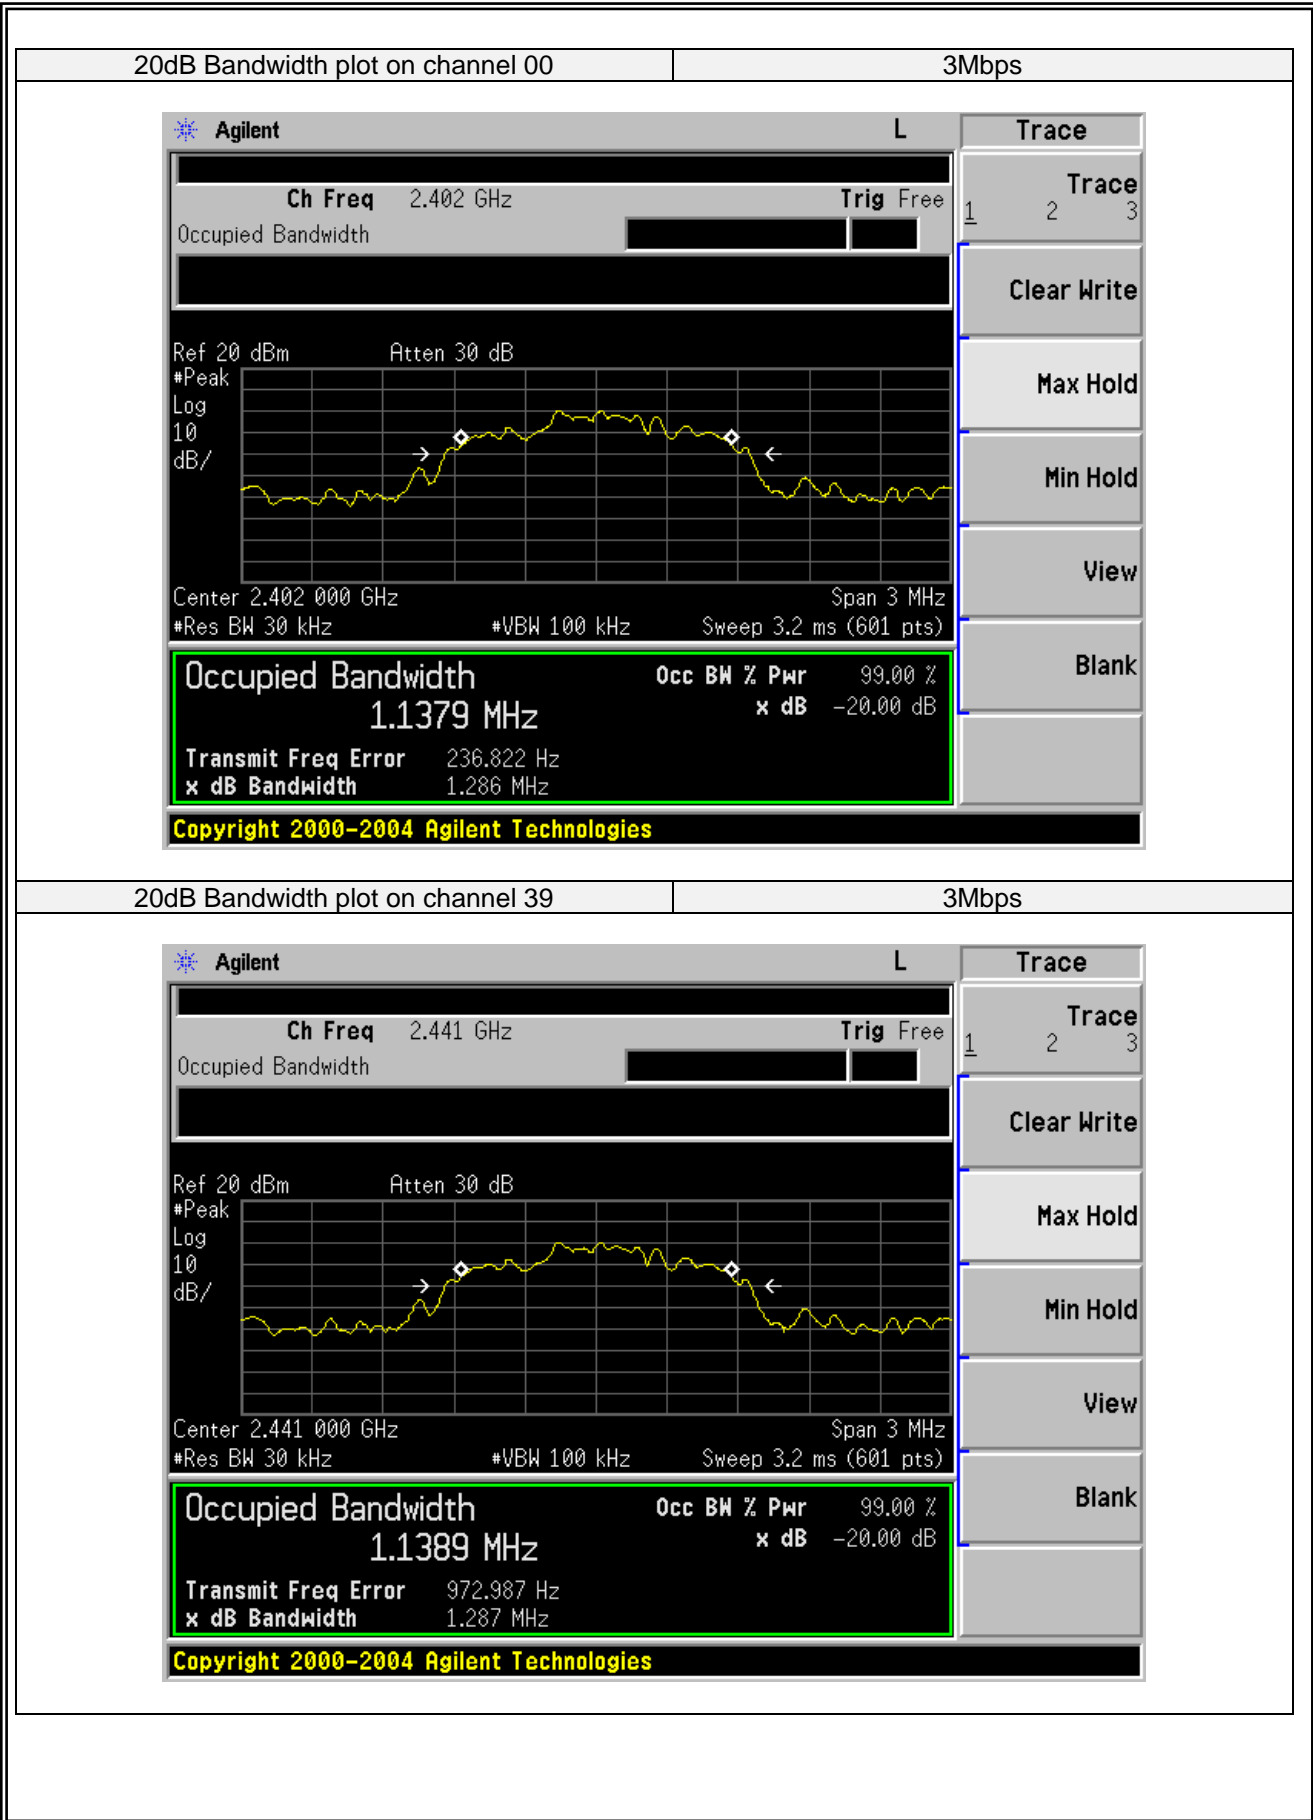 20dB Bandwidth plot on channel 00 3Mbps
Agilent L Trace
Ch Freq 2.402 GHz Trig Free
Occupied Bandwidth
Trace
1 2 3
Clear Write
Max Hold
Min Hold
View
Blank
Ref 20 dBm Atten 30 dB
#Peak
Log
10
dB/
Center 2.402 000 GHz Span 3 MHz
#Res BW 30 kHz #VBW 100 kHz Sweep 3.2 ms (601 pts)
Occupied Bandwidth Occ BW % Pwr 99.00 %
1.1379 MHz x dB -20.00 dB
Transmit Freq Error 236.822 Hz
x dB Bandwidth 1.286 MHz
Copyright 2000-2004 Agilent Technologies
20dB Bandwidth plot on channel 39 3Mbps
Agilent L Trace
Ch Freq 2.441 GHz Trig Free
Occupied Bandwidth
Trace
1 2 3
Clear Write
Max Hold
Min Hold
View
Blank
Ref 20 dBm Atten 30 dB
#Peak
Log
10
dB/
Center 2.441 000 GHz Span 3 MHz
#Res BW 30 kHz #VBW 100 kHz Sweep 3.2 ms (601 pts)
Occupied Bandwidth Occ BW % Pwr 99.00 %
1.1389 MHz x dB -20.00 dB
Transmit Freq Error 972.987 Hz
x dB Bandwidth 1.287 MHz
Copyright 2000-2004 Agilent Technologies